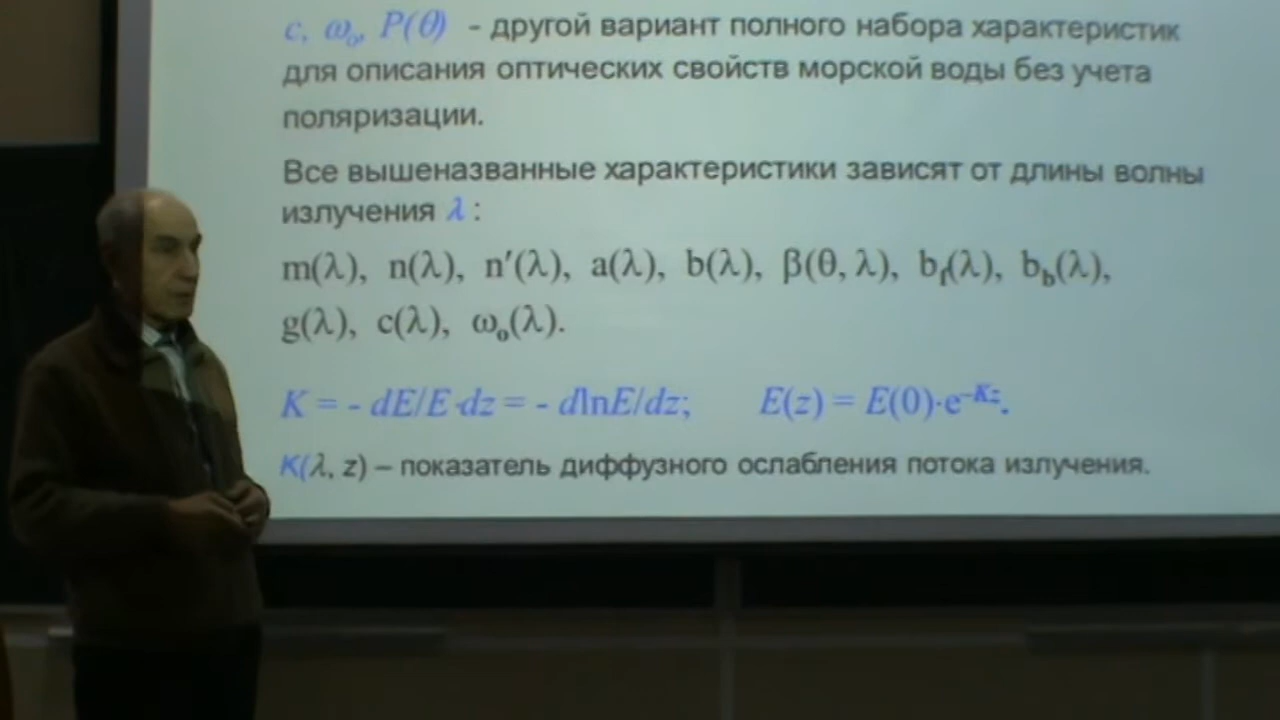 c, ω₀, P(θ) - другой вариант полного набора характеристик
для описания оптических свойств морской воды без учета
поляризации.
Все вышеназванные характеристики зависят от длины волны
излучения λ :
m(λ), n(λ), n′(λ), a(λ), b(λ), β(θ, λ), b_f(λ), b_b(λ),
g(λ), c(λ), ω₀(λ).
K = - dE/E·dz = - dlnE/dz; E(z) = E(0)·e^–Kz.
K(λ, z) – показатель диффузного ослабления потока излучения.